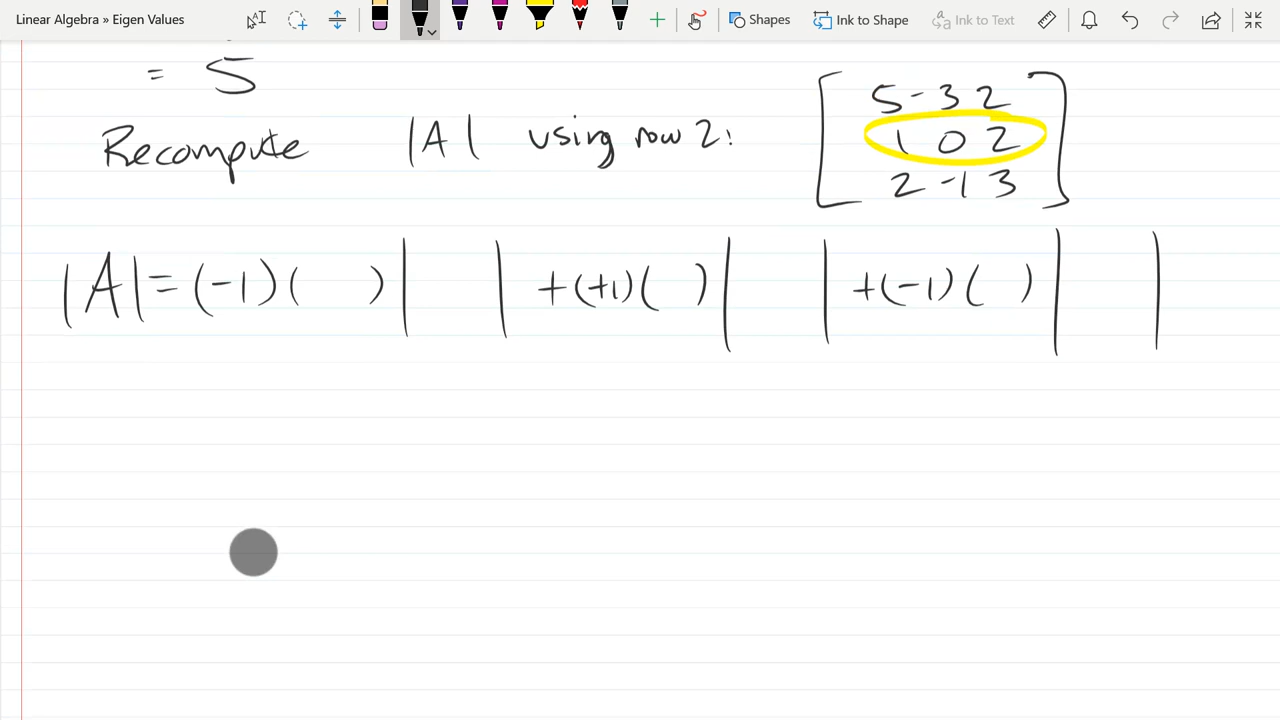 Linear Algebra » Eigen Values
Shapes
Ink to Shape
Ink to Text
= 5
Recompute |A| using row 2:
5 -3 2
1 0 2
2 -1 3
|A| = (-1)( ) | | +(+1)( ) | | +(-1)( ) | |